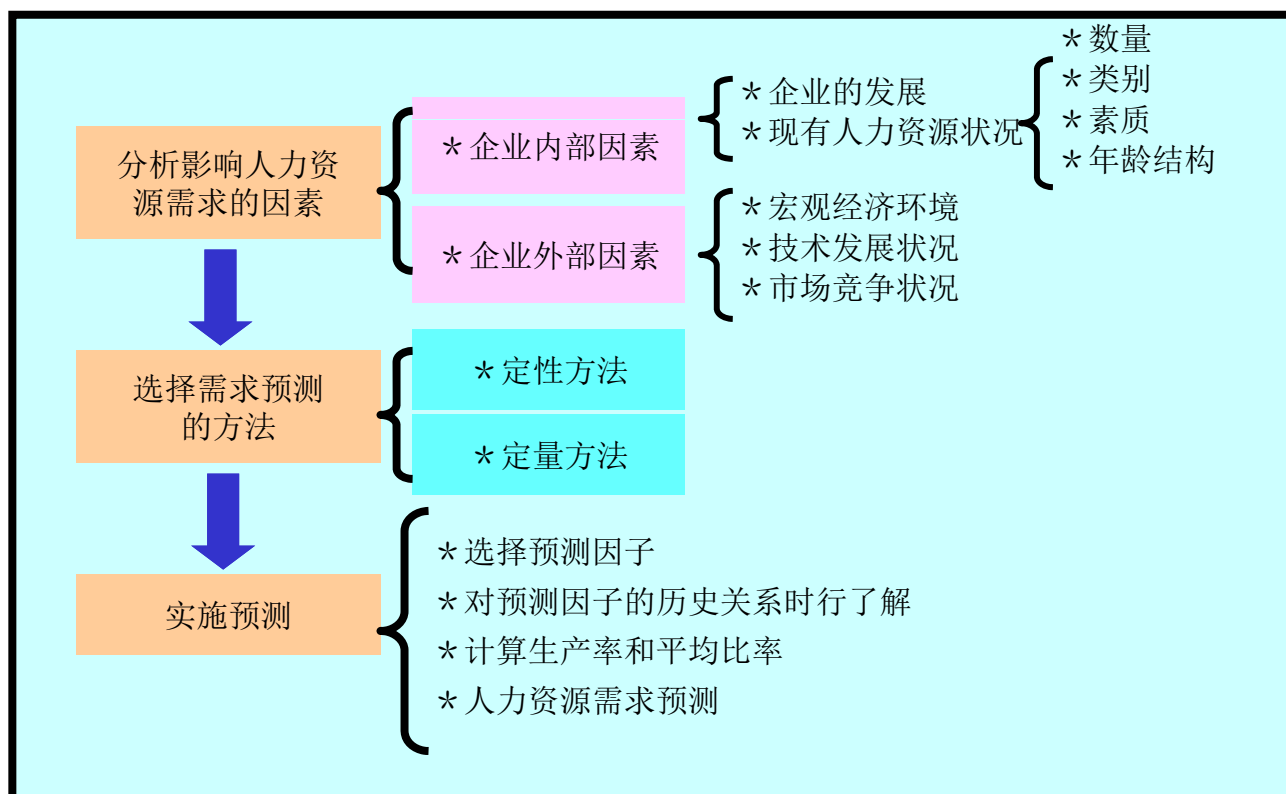 分析影响人力资
源需求的因素
＊企业内部因素
＊企业的发展
＊现有人力资源状况
＊数量
＊类别
＊素质
＊年龄结构
＊企业外部因素
＊宏观经济环境
＊技术发展状况
＊市场竞争状况
选择需求预测
的方法
＊定性方法
＊定量方法
实施预测
＊选择预测因子
＊对预测因子的历史关系时行了解
＊计算生产率和平均比率
＊人力资源需求预测